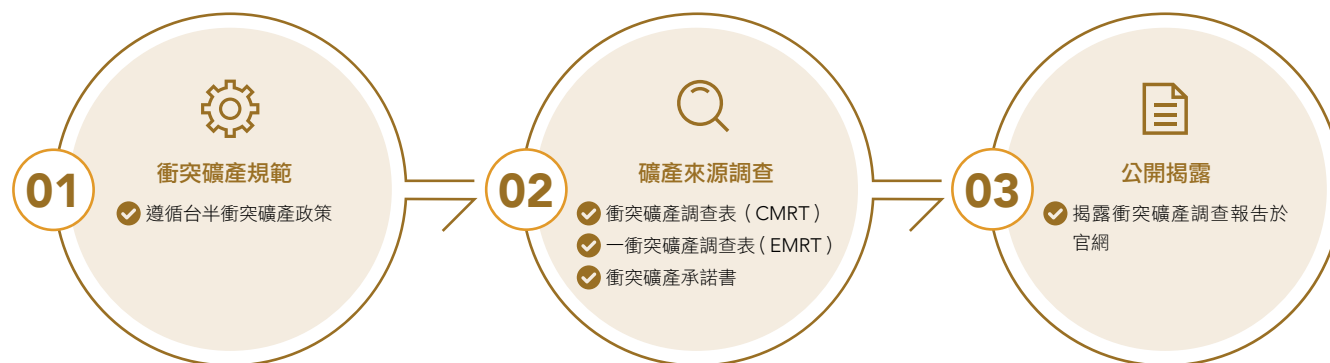 01
衝突礦產規範
遵循台半衝突礦產政策
02
礦產來源調查
衝突礦產調查表（CMRT）
一衝突礦產調查表（EMRT）
衝突礦產承諾書
03
公開揭露
揭露衝突礦產調查報告於
官網